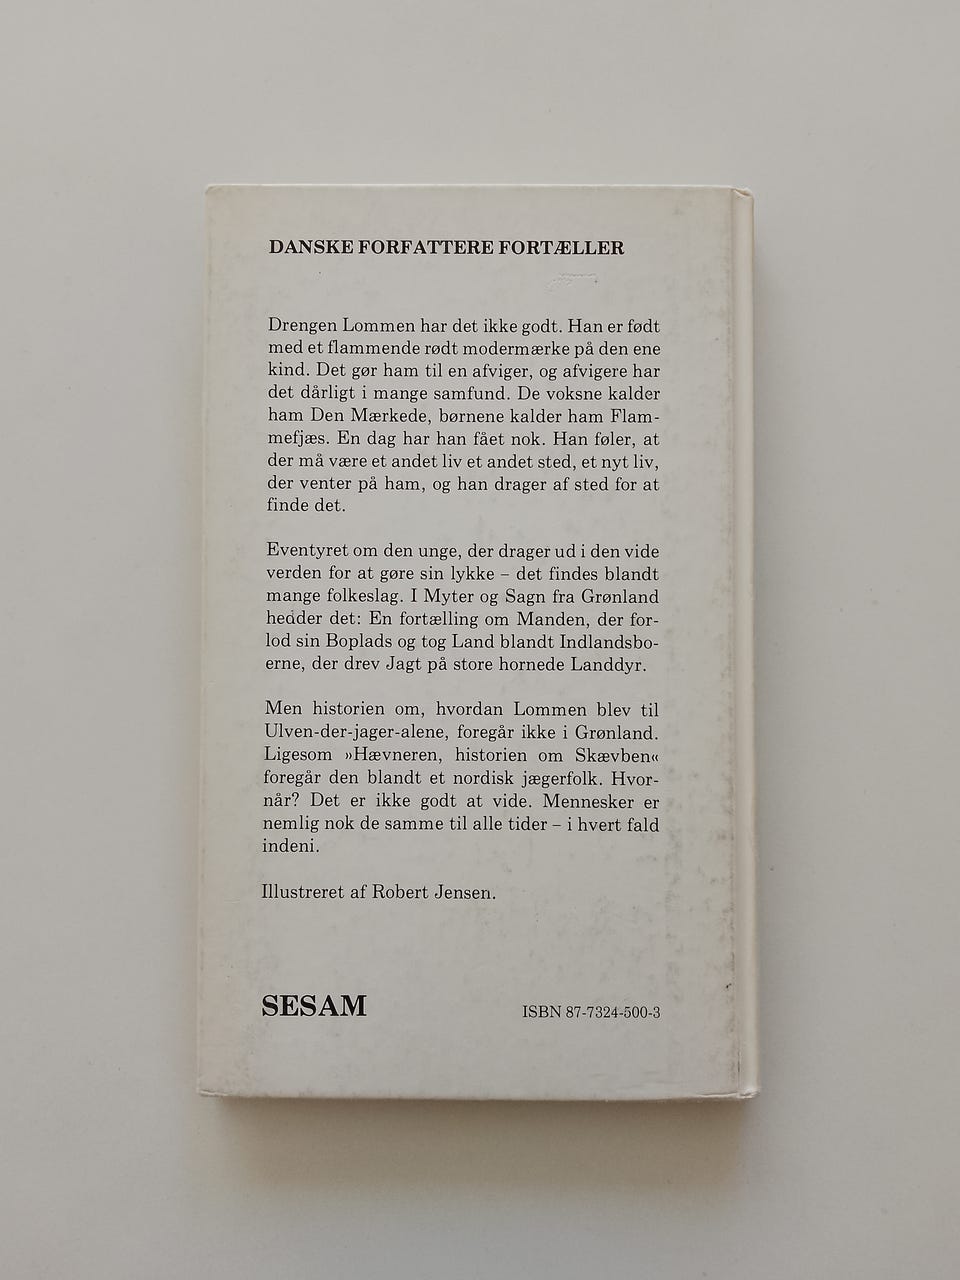 DANSKE FORFATTERE FORTÆLLER
Drengen Lommen har det ikke godt. Han er født
med et flammende rødt modermærke på den ene
kind. Det gør ham til en afviger, og afvigere har
det dårligt i mange samfund. De voksne kalder
ham Den Mærkede, børnene kalder ham Flam-
mefjæs. En dag har han fået nok. Han føler, at
der må være et andet liv et andet sted, et nyt liv,
der venter på ham, og han drager af sted for at
finde det.
Eventyret om den unge, der drager ud i den vide
verden for at gøre sin lykke – det findes blandt
mange folkeslag. I Myter og Sagn fra Grønland
hedder det: En fortælling om Manden, der for-
lod sin Boplads og tog Land blandt Indlandsbo-
erne, der drev Jagt på store hornede Landdyr.
Men historien om, hvordan Lommen blev til
Ulven-der-jager-alene, foregår ikke i Grønland.
Ligesom »Hævneren, historien om Skævben«
foregår den blandt et nordisk jægerfolk. Hvor-
når? Det er ikke godt at vide. Mennesker er
nemlig nok de samme til alle tider – i hvert fald
indeni.
Illustreret af Robert Jensen.
SESAM
ISBN 87-7324-500-3